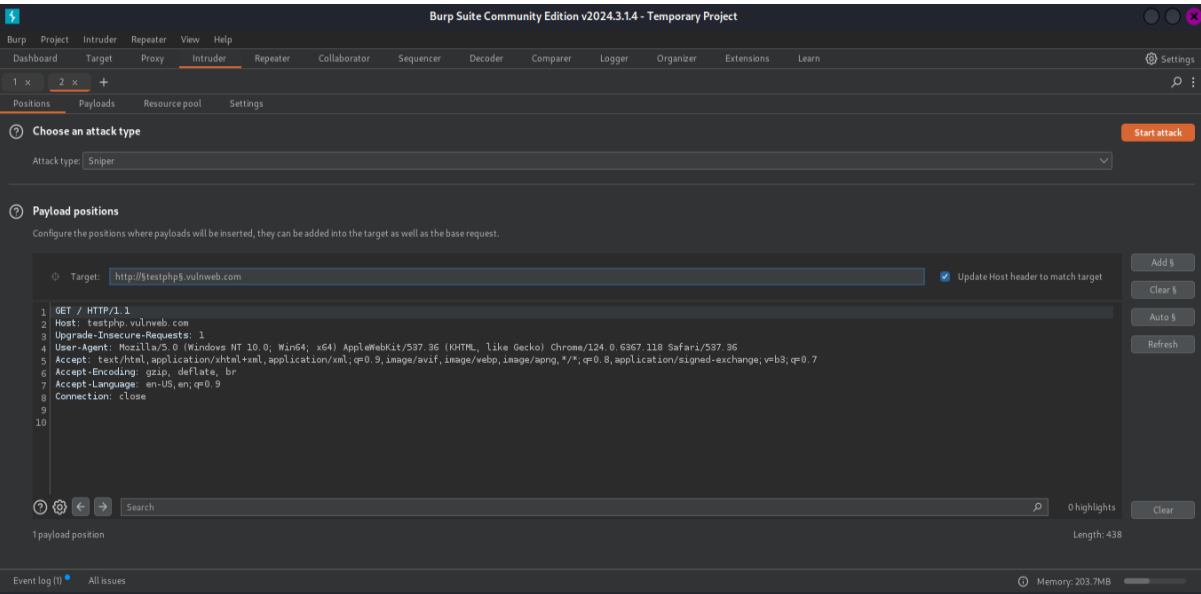 Burp Suite Community Edition v2024.3.1.4 - Temporary Project
Burp Project Intruder Repeater View Help
Dashboard Target Proxy Intruder Repeater Collaborator Sequencer Decoder Comparer Logger Organizer Extensions Learn Settings
1 × 2 × +
Positions Payloads Resource pool Settings
? Choose an attack type Start attack
Attack type: Sniper
? Payload positions
Configure the positions where payloads will be inserted, they can be added into the target as well as the base request.
Add §
Target: http://§testphp§.vulnweb.com Update Host header to match target
Clear §
Auto §
Refresh
1 GET / HTTP/1.1
2 Host: testphp.vulnweb.com
3 Upgrade-Insecure-Requests: 1
4 User-Agent: Mozilla/5.0 (Windows NT 10.0; Win64; x64) AppleWebKit/537.36 (KHTML, like Gecko) Chrome/124.0.6367.118 Safari/537.36
5 Accept: text/html,application/xhtml+xml,application/xml;q=0.9,image/avif,image/webp,image/apng,*/*;q=0.8,application/signed-exchange;v=b3;q=0.7
6 Accept-Encoding: gzip, deflate, br
7 Accept-Language: en-US,en;q=0.9
8 Connection: close
9
10
? Search 0 highlights Clear
1 payload position Length: 438
Event log (1) All issues Memory: 203.7MB